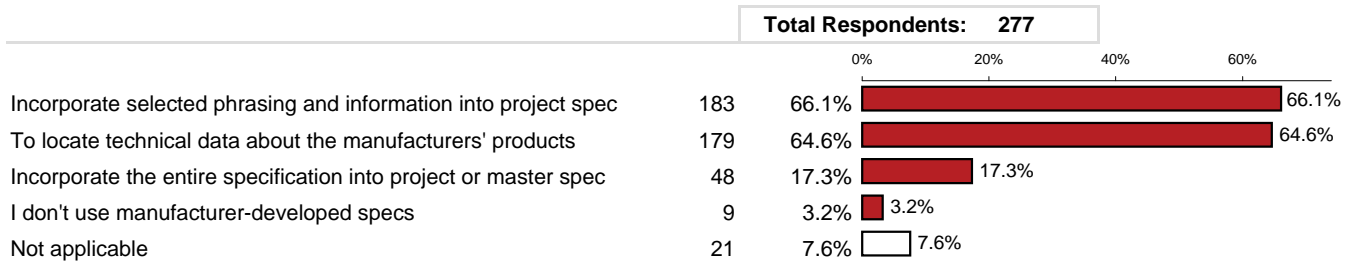 Total Respondents: 277
0% 20% 40% 60%
Incorporate selected phrasing and information into project spec 183 66.1% 66.1%
To locate technical data about the manufacturers' products 179 64.6% 64.6%
Incorporate the entire specification into project or master spec 48 17.3% 17.3%
I don't use manufacturer-developed specs 9 3.2% 3.2%
Not applicable 21 7.6% 7.6%